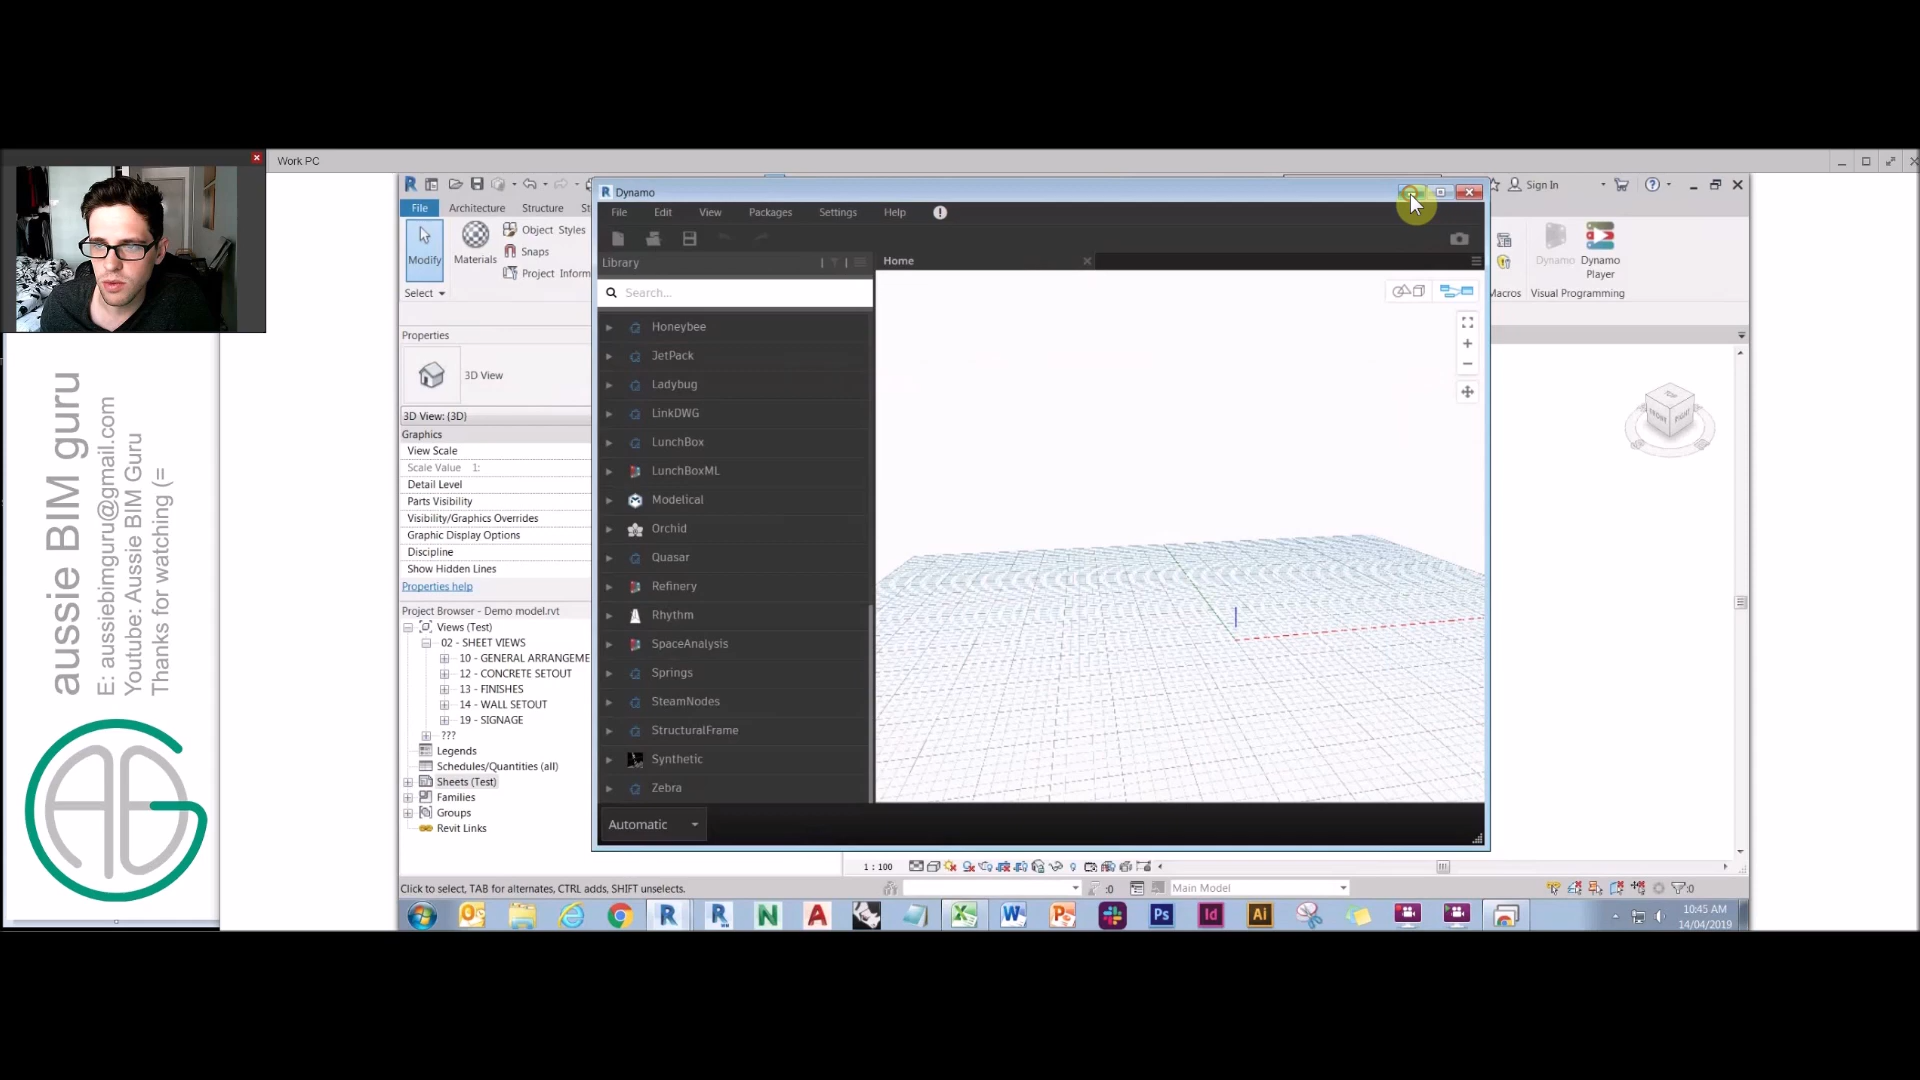 Work PC
Sign In
Dynamo
File
Architecture
Structure
File
Edit
View
Packages
Settings
Help
Modify
Materials
Object Styles
Snaps
Project Inform
Select
Dynamo
Dynamo Player
Macros
Visual Programming
Library
Home
Search...
Honeybee
JetPack
Ladybug
LinkDWG
LunchBox
LunchBoxML
Modelical
Orchid
Quasar
Refinery
Rhythm
SpaceAnalysis
Springs
SteamNodes
StructuralFrame
Synthetic
Zebra
Automatic
Properties
3D View
3D View: {3D}
Graphics
View Scale
Scale Value 1:
Detail Level
Parts Visibility
Visibility/Graphics Overrides
Graphic Display Options
Discipline
Show Hidden Lines
Properties help
Project Browser - Demo model.rvt
Views (Test)
02 - SHEET VIEWS
10 - GENERAL ARRANGEME
12 - CONCRETE SETOUT
13 - FINISHES
14 - WALL SETOUT
19 - SIGNAGE
???
Legends
Schedules/Quantities (all)
Sheets (Test)
Families
Groups
Revit Links
TOP
FRONT
RIGHT
1 : 100
Click to select, TAB for alternates, CTRL adds, SHIFT unselects.
:0
Main Model
:0
10:45 AM
14/04/2019
aussie BIM guru
E: aussiebimguru@gmail.com
Youtube: Aussie BIM Guru
Thanks for watching (=